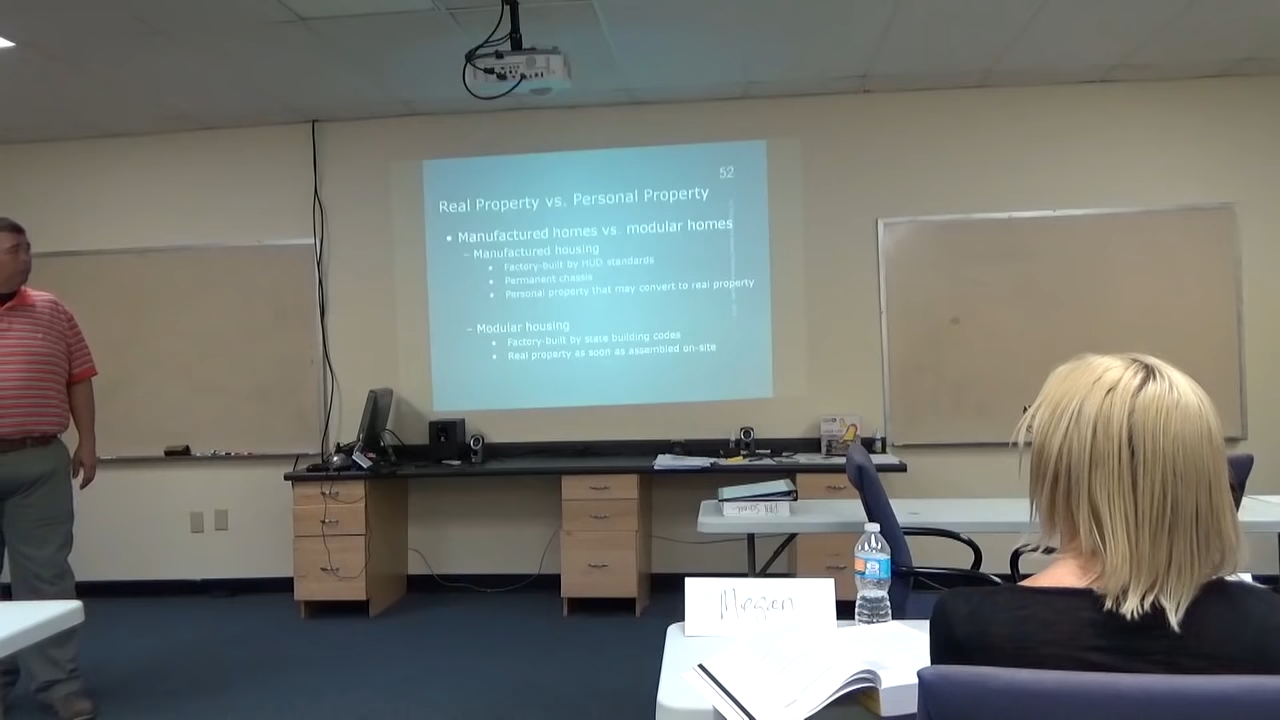 52
Real Property vs. Personal Property
• Manufactured homes vs. modular homes
– Manufactured housing
• Factory-built by HUD standards
• Permanent chassis
• Personal property that may convert to real property
– Modular housing
• Factory-built by state building codes
• Real property as soon as assembled on-site
Megan